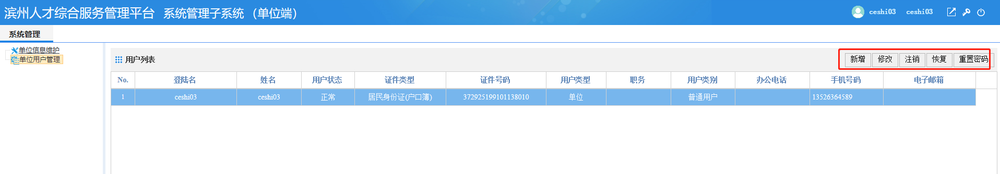 滨州人才综合服务管理平台 系统管理子系统 （单位端） ceshi03 ceshi03
系统管理
单位信息维护
单位用户管理
用户列表 新增 修改 注销 恢复 重置密码
No. 登陆名 姓名 用户状态 证件类型 证件号码 用户类型 职务 用户类别 办公电话 手机号码 电子邮箱
1 ceshi03 ceshi03 正常 居民身份证(户口簿) 372925199101138010 单位 普通用户 13526364589